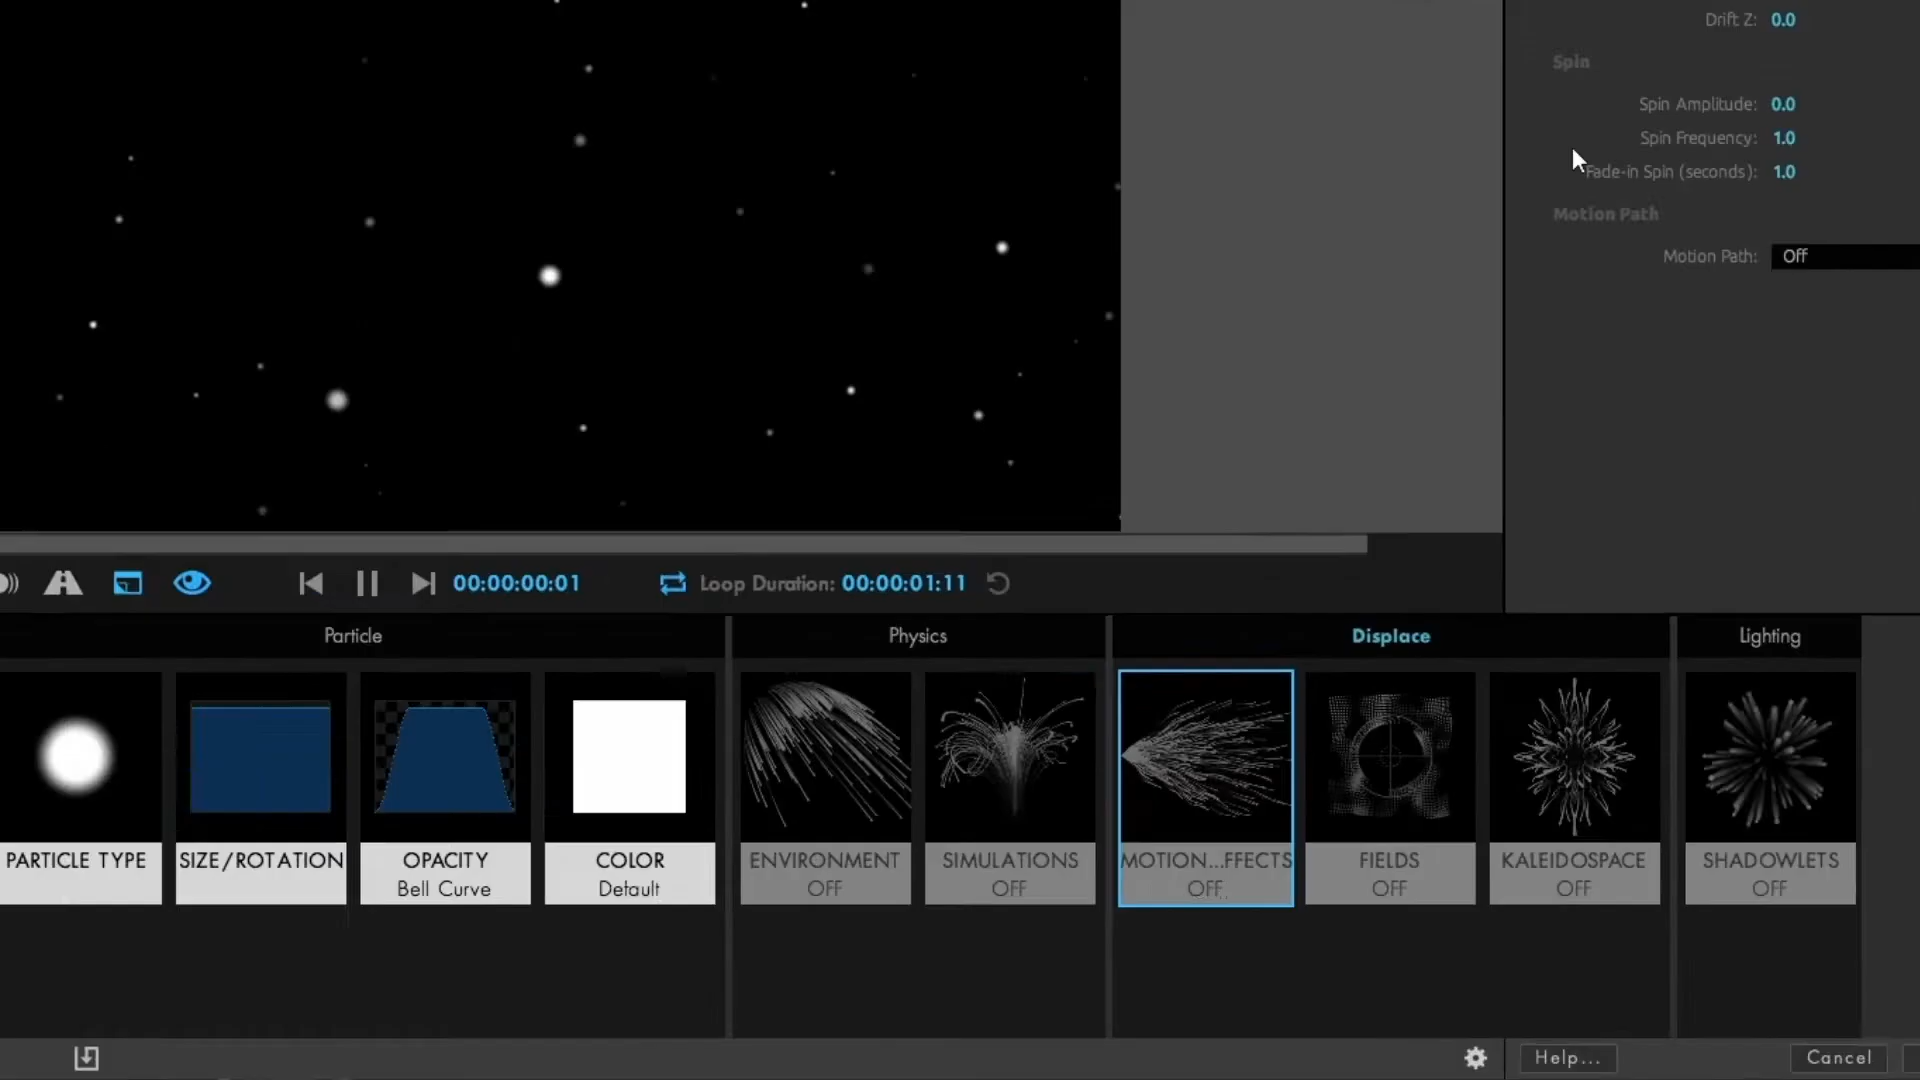 Drift Z: 0.0
Spin
Spin Amplitude: 0.0
Spin Frequency: 1.0
Fade-in Spin (seconds): 1.0
Motion Path
Motion Path: Off
00:00:00:01 Loop Duration: 00:00:01:11
Particle Physics Displace Lighting
PARTICLE TYPE SIZE/ROTATION OPACITY COLOR ENVIRONMENT SIMULATIONS MOTION...FFECTS FIELDS KALEIDOSPACE SHADOWLETS
Bell Curve Default OFF OFF OFF OFF OFF OFF
Help... Cancel